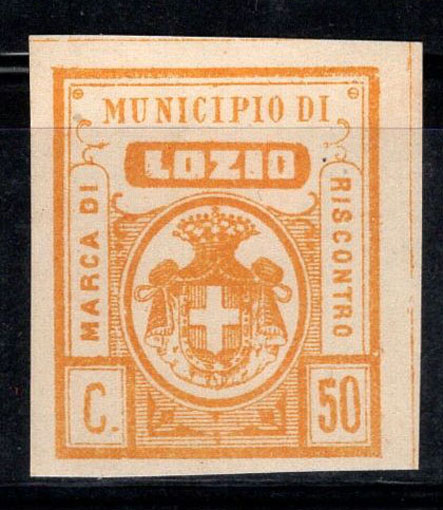 MUNICIPIO DI
LOZIO
MARCA DI
RISCONTRO
C.
50